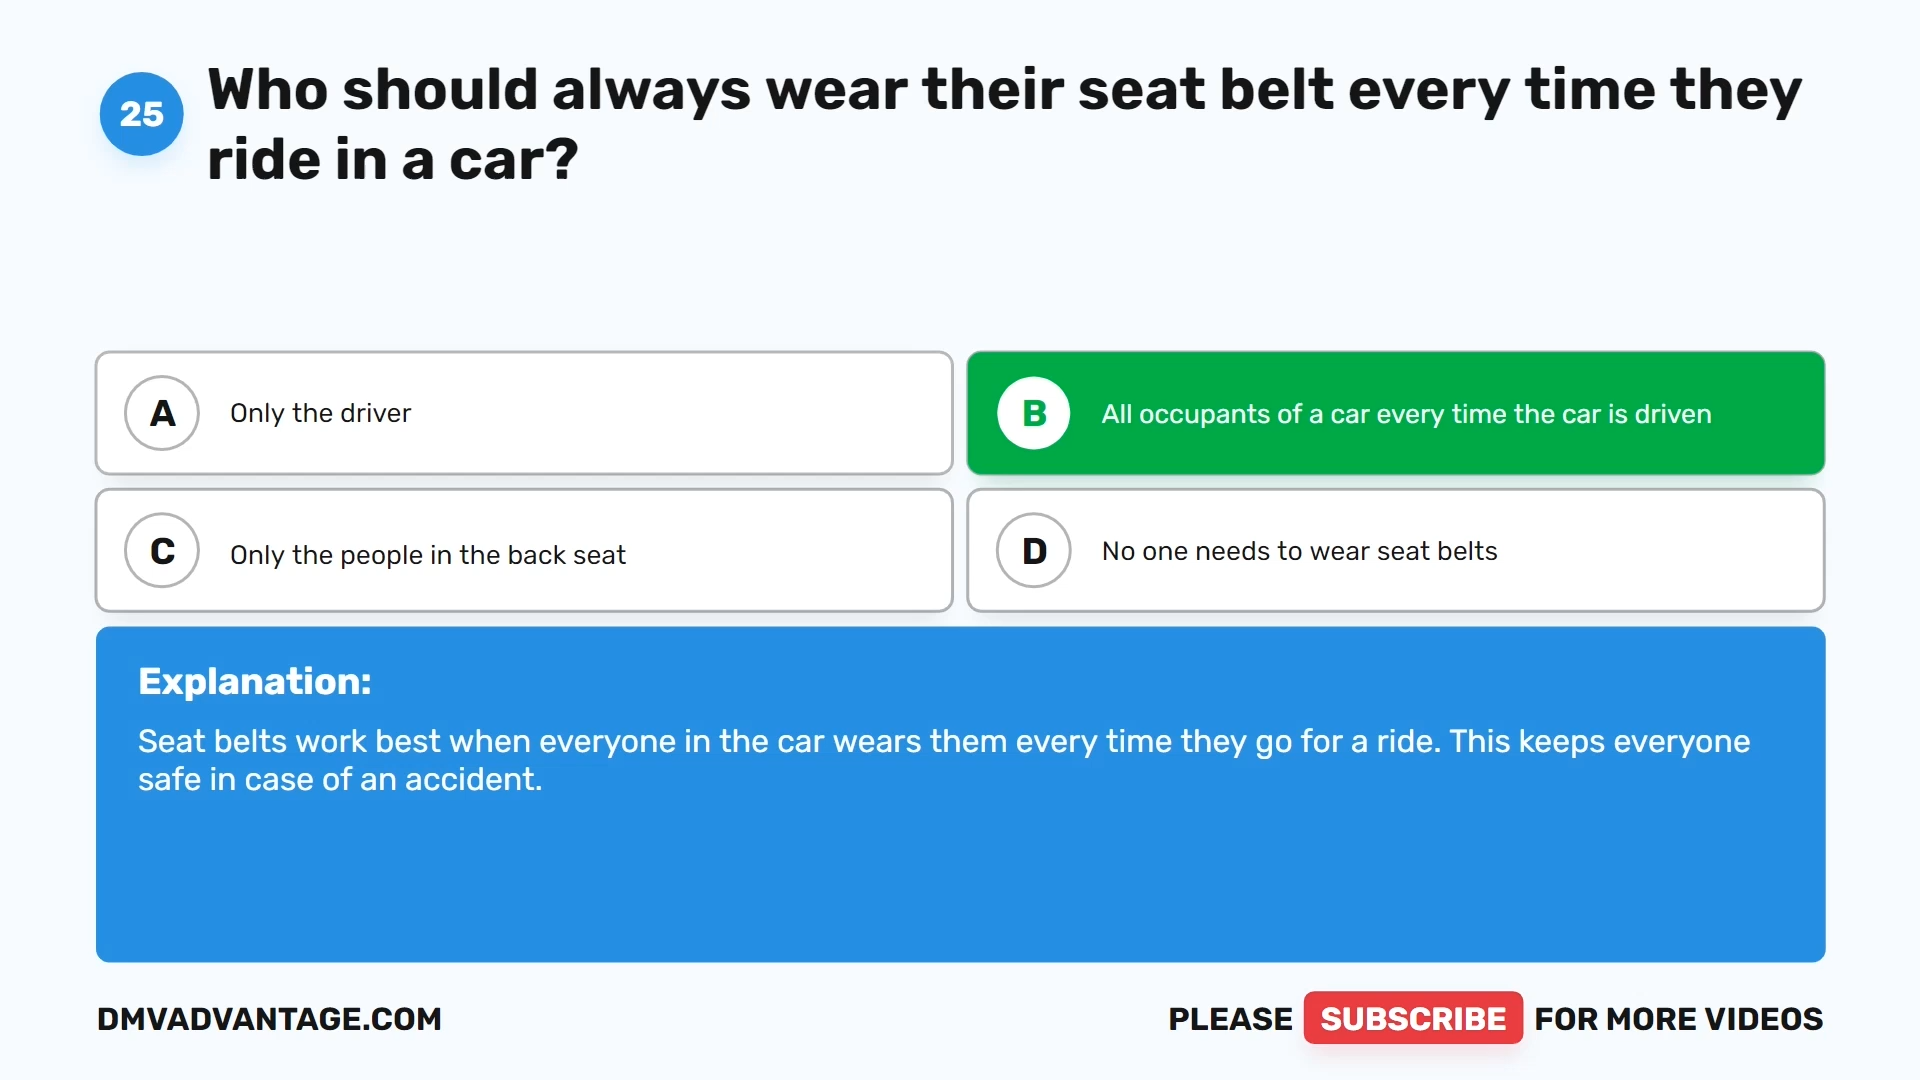 25
Who should always wear their seat belt every time they
ride in a car?
A
Only the driver
B
All occupants of a car every time the car is driven
C
Only the people in the back seat
D
No one needs to wear seat belts
Explanation:
Seat belts work best when everyone in the car wears them every time they go for a ride. This keeps everyone
safe in case of an accident.
DMVADVANTAGE.COM
PLEASE SUBSCRIBE FOR MORE VIDEOS